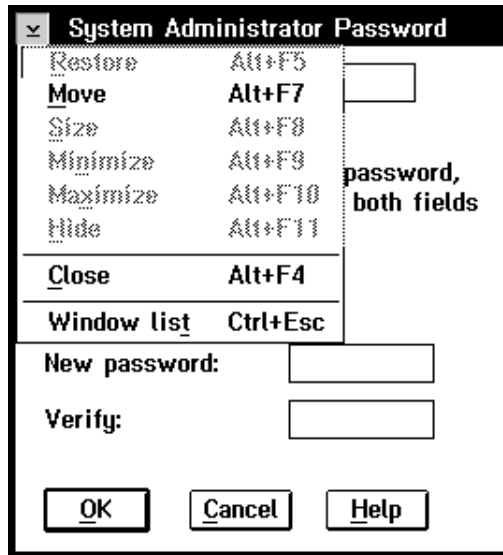 System Administrator Password
Restore Alt+F5
Move Alt+F7
Size Alt+F8
Minimize Alt+F9
password,
Maximize Alt+F10
both fields
Hide Alt+F11
Close Alt+F4
Window list Ctrl+Esc
New password:
Verify:
OK Cancel Help